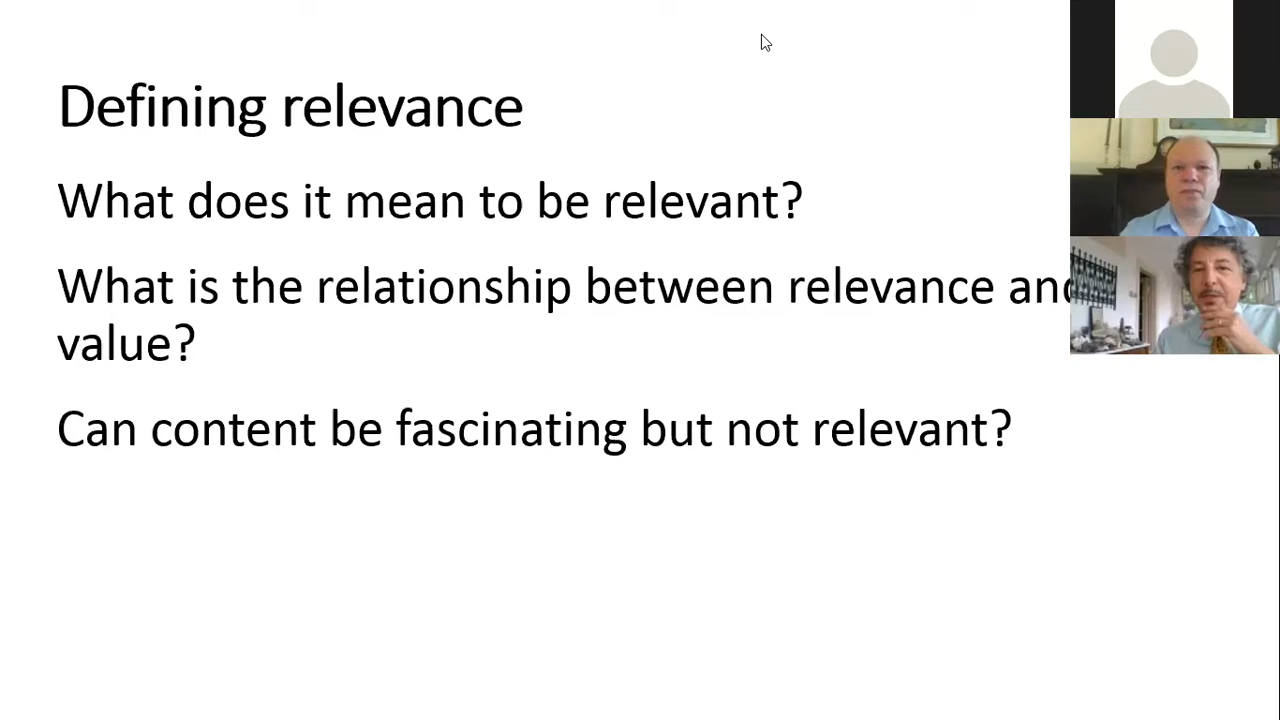 Defining relevance
What does it mean to be relevant?
What is the relationship between relevance and
value?
Can content be fascinating but not relevant?